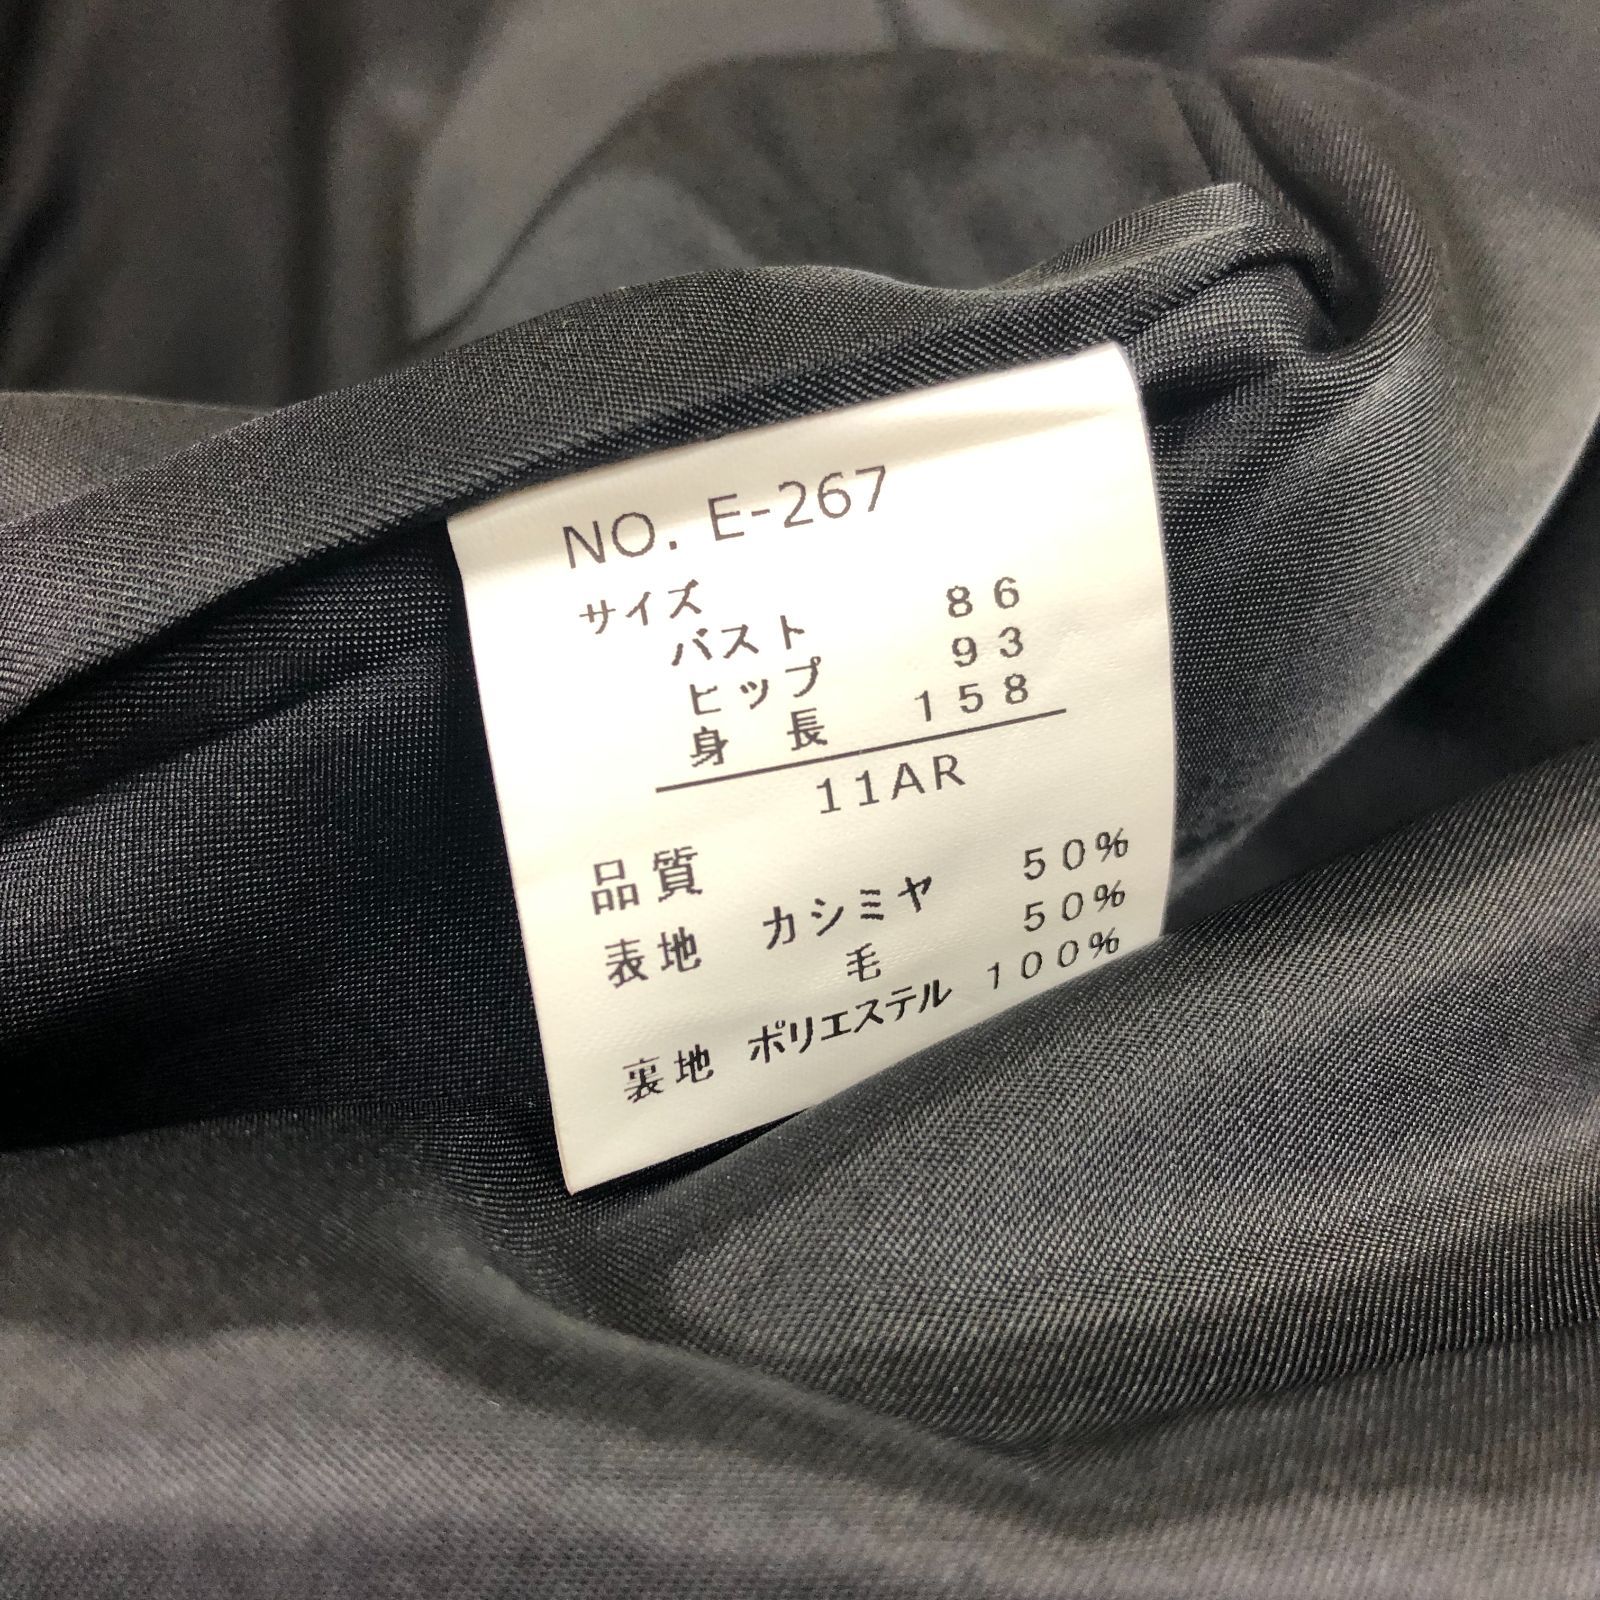 NO. E-267
サイズ
バスト 86
ヒップ 93
身 長 158
11AR
品質
表地 カシミヤ 50%
毛 50%
裏地 ポリエステル 100%